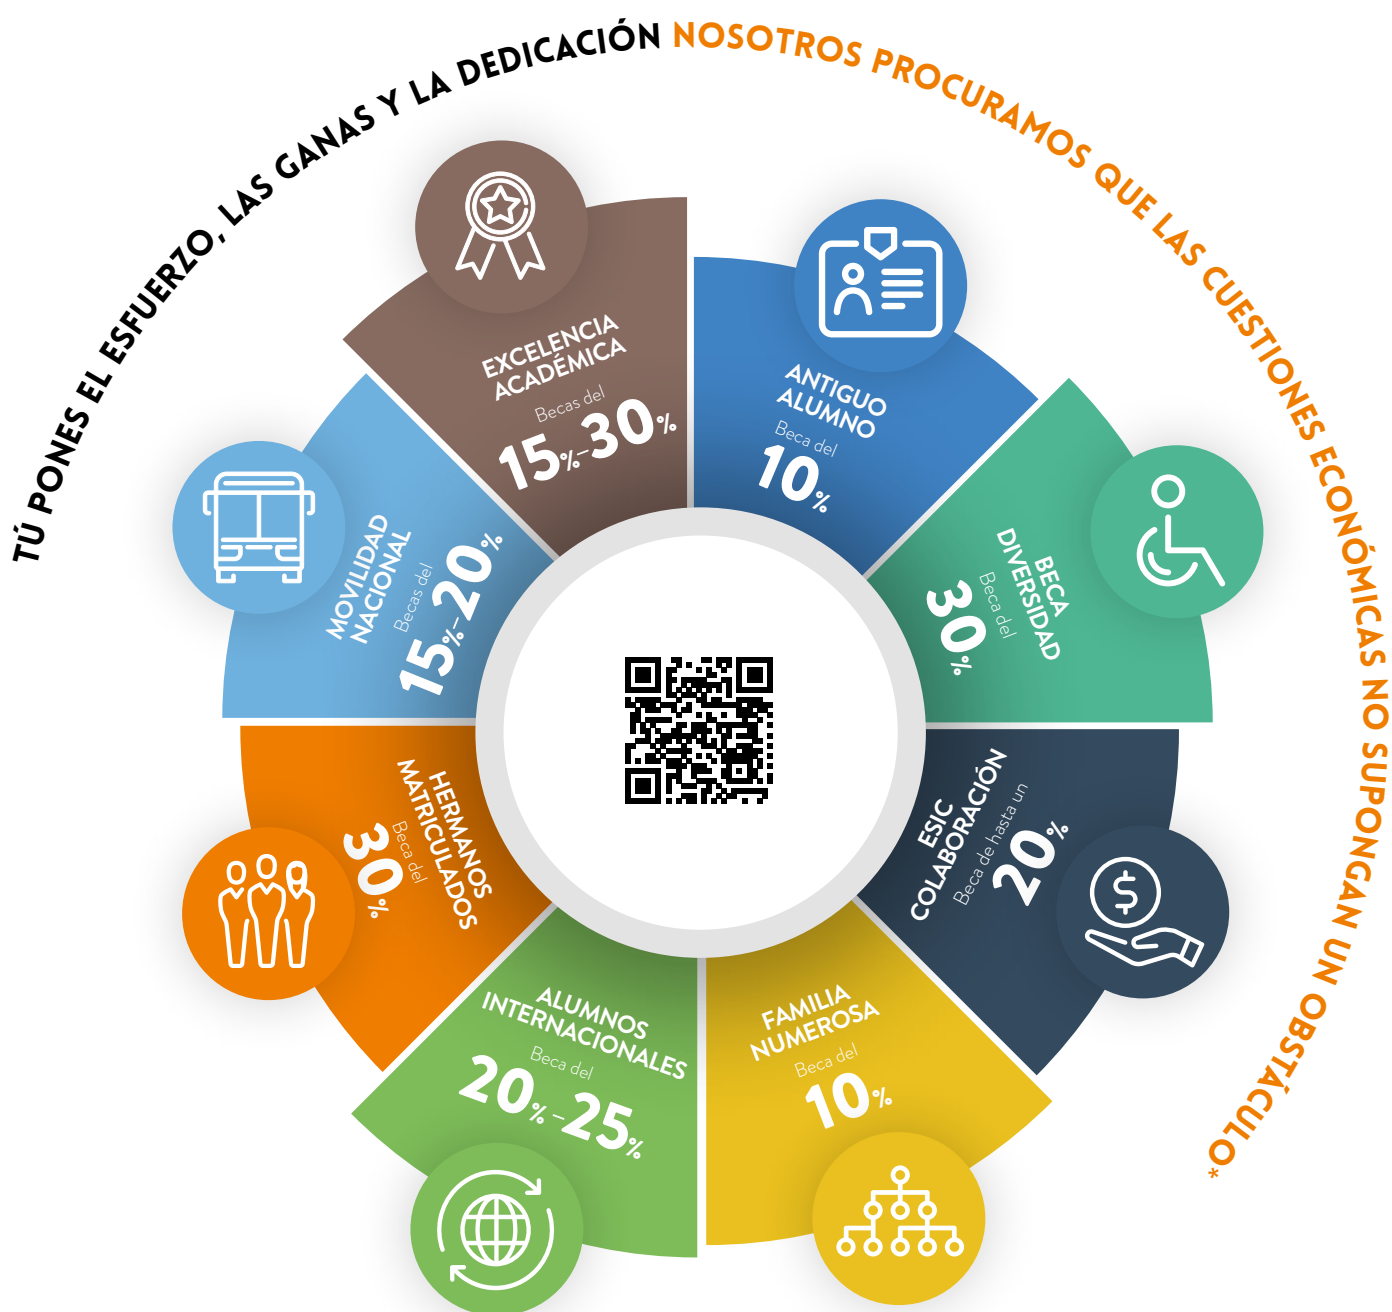 TÚ PONES EL ESFUERZO, LAS GANAS Y LA DEDICACIÓN NOSOTROS PROCURAMOS QUE LAS CUESTIONES ECONÓMICAS NO SUPONGAN UN OBSTÁCULO*
EXCELENCIA
ACADÉMICA
Becas del
15%-30%
ANTIGUO
ALUMNO
Beca del
10%
BECA
DIVERSIDAD
Beca del
30%
ESIC
COLABORACIÓN
Beca de hasta un
20%
FAMILIA
NUMEROSA
Beca del
10%
ALUMNOS
INTERNACIONALES
Beca del
20%-25%
HERMANOS
MATRICULADOS
Beca del
30%
MOVILIDAD
NACIONAL
Becas del
15%-20%